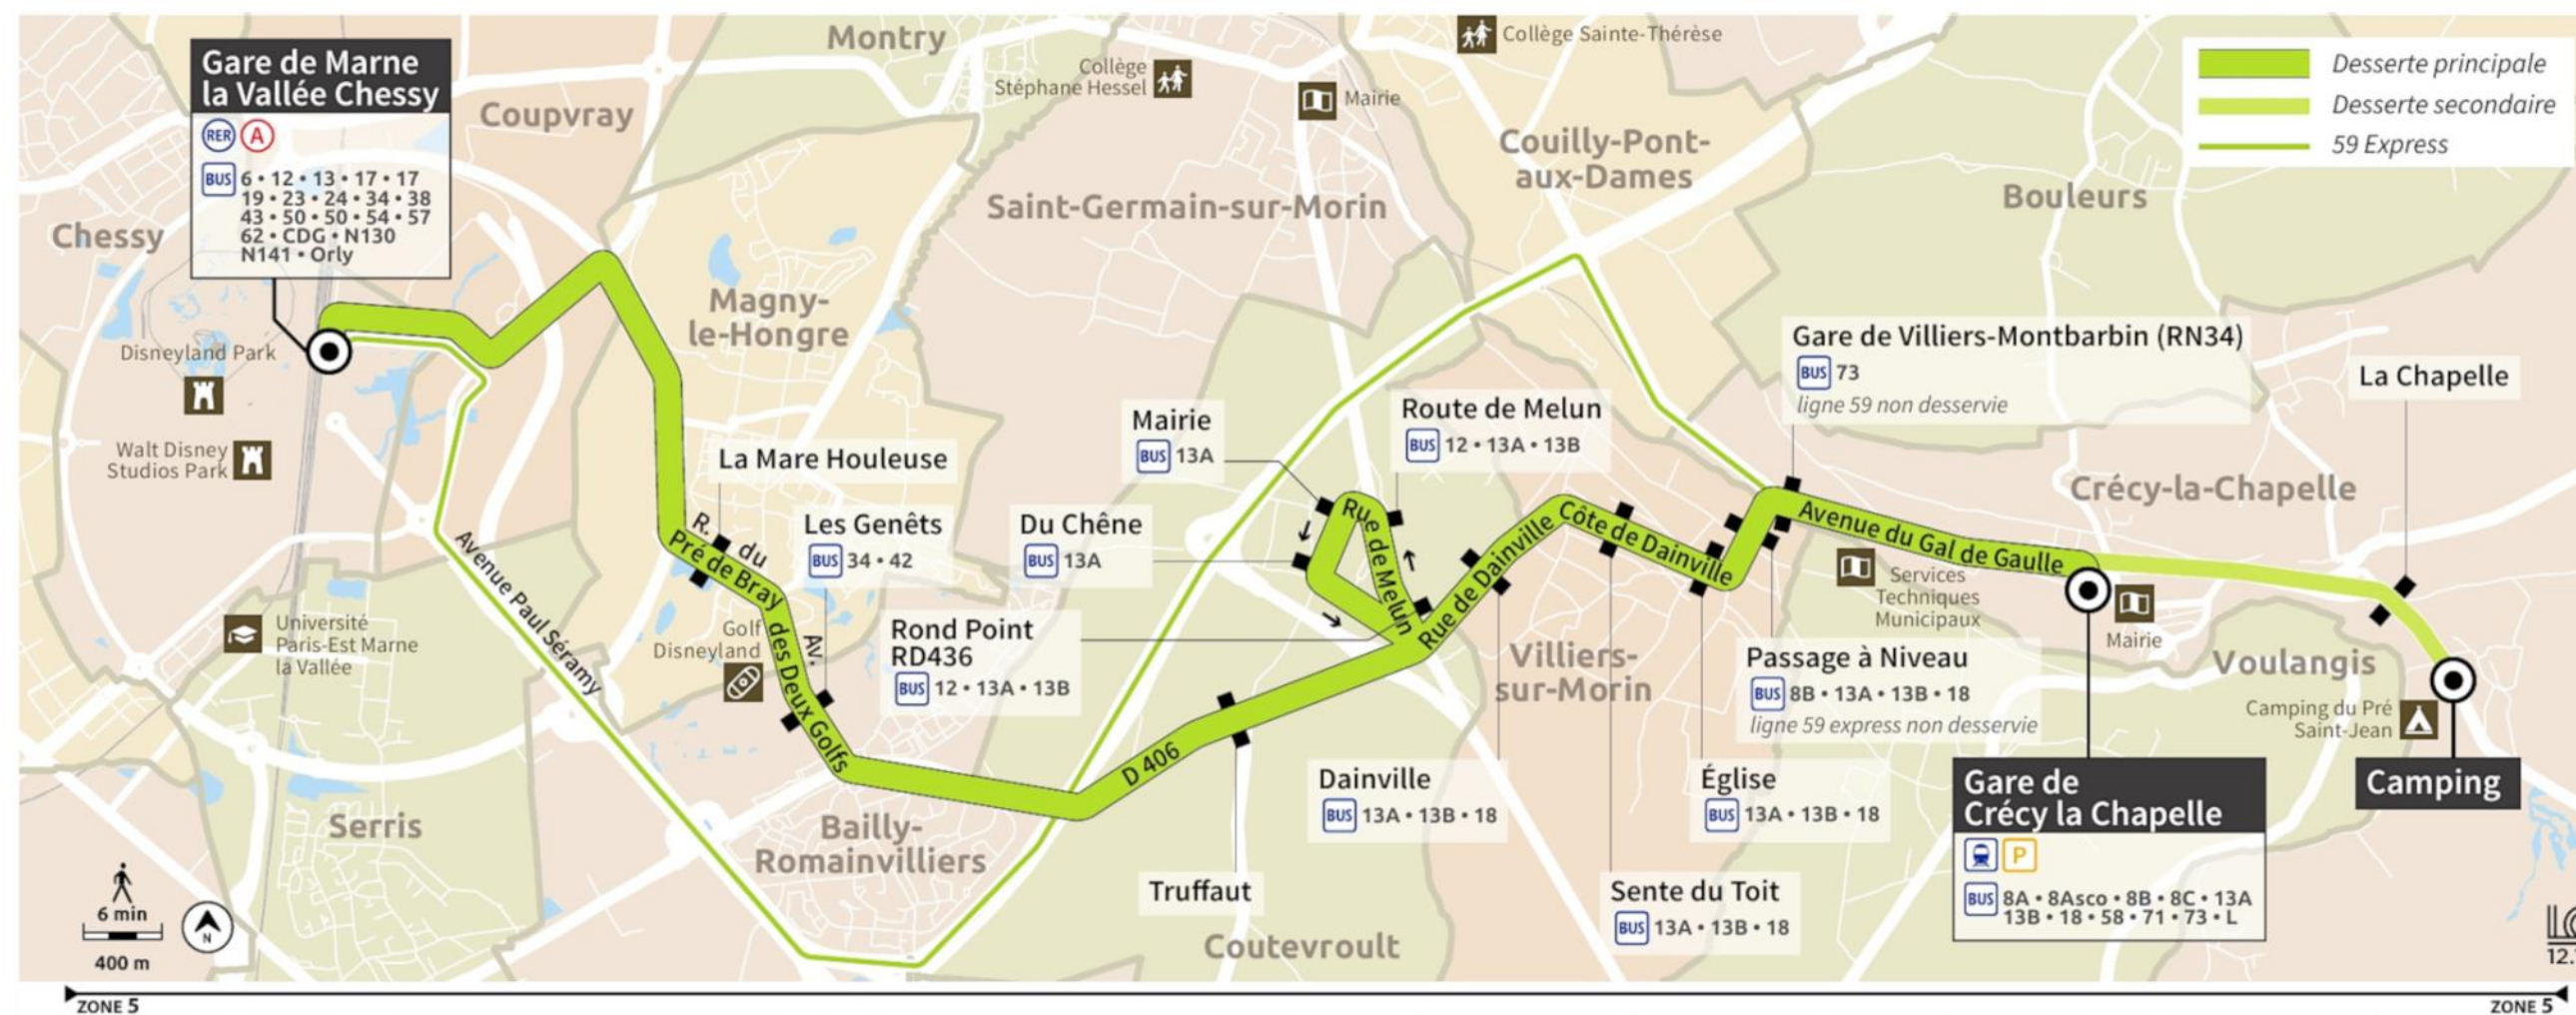 Gare de Marne
la Vallée Chessy
RER A
BUS 6 • 12 • 13 • 17 • 17
19 • 23 • 24 • 34 • 38
43 • 50 • 50 • 54 • 57
62 • CDG • N130
N141 • Orly
Montry
Collège Sainte-Thérèse
Collège
Stéphane Hessel
Mairie
Coupvray
Couilly-Pont-
aux-Dames
Desserte principale
Desserte secondaire
59 Express
Bouleurs
Chessy
Saint-Germain-sur-Morin
Magny-
le-Hongre
Disneyland Park
Walt Disney
Studios Park
Gare de Villiers-Montbarbin (RN34)
BUS 73
ligne 59 non desservie
La Chapelle
Mairie
BUS 13A
Route de Melun
BUS 12 • 13A • 13B
La Mare Houleuse
Les Genêts
BUS 34 • 42
Du Chêne
BUS 13A
Crécy-la-Chapelle
R. du
Pré de Bray
Av.
des Deux Golfs
Avenue Paul Séramy
Rue de Melun
Rue de Dainville
Côte de Dainville
Avenue du Gal de Gaulle
Services
Techniques
Municipaux
Mairie
Université
Paris-Est Marne
la Vallée
Golf
Disneyland
Rond Point
RD436
BUS 12 • 13A • 13B
Villiers-
sur-Morin
Passage à Niveau
BUS 8B • 13A • 13B • 18
ligne 59 express non desservie
Voulangis
Camping du Pré
Saint-Jean
D 406
Dainville
BUS 13A • 13B • 18
Église
BUS 13A • 13B • 18
Gare de
Crécy la Chapelle
P
BUS 8A • 8Asco • 8B • 8C • 13A
13B • 18 • 58 • 71 • 73 • L
Camping
Serris
Bailly-
Romainvilliers
Truffaut
Sente du Toit
BUS 13A • 13B • 18
Coutevroult
6 min
400 m
N
12.
ZONE 5
ZONE 5